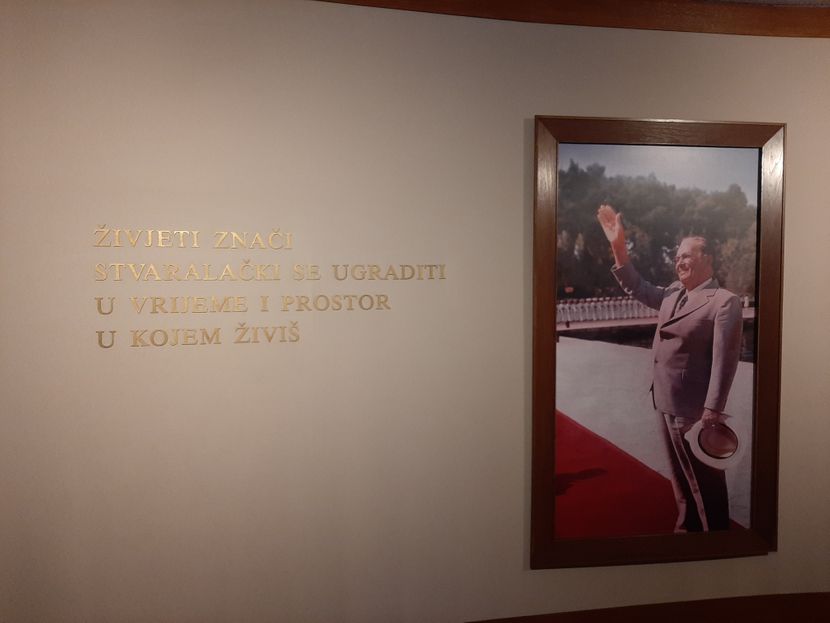 ŽIVJETI ZNAČI
STVARALAČKI SE UGRADITI
U VRIJEME I PROSTOR
U KOJEM ŽIVIŠ